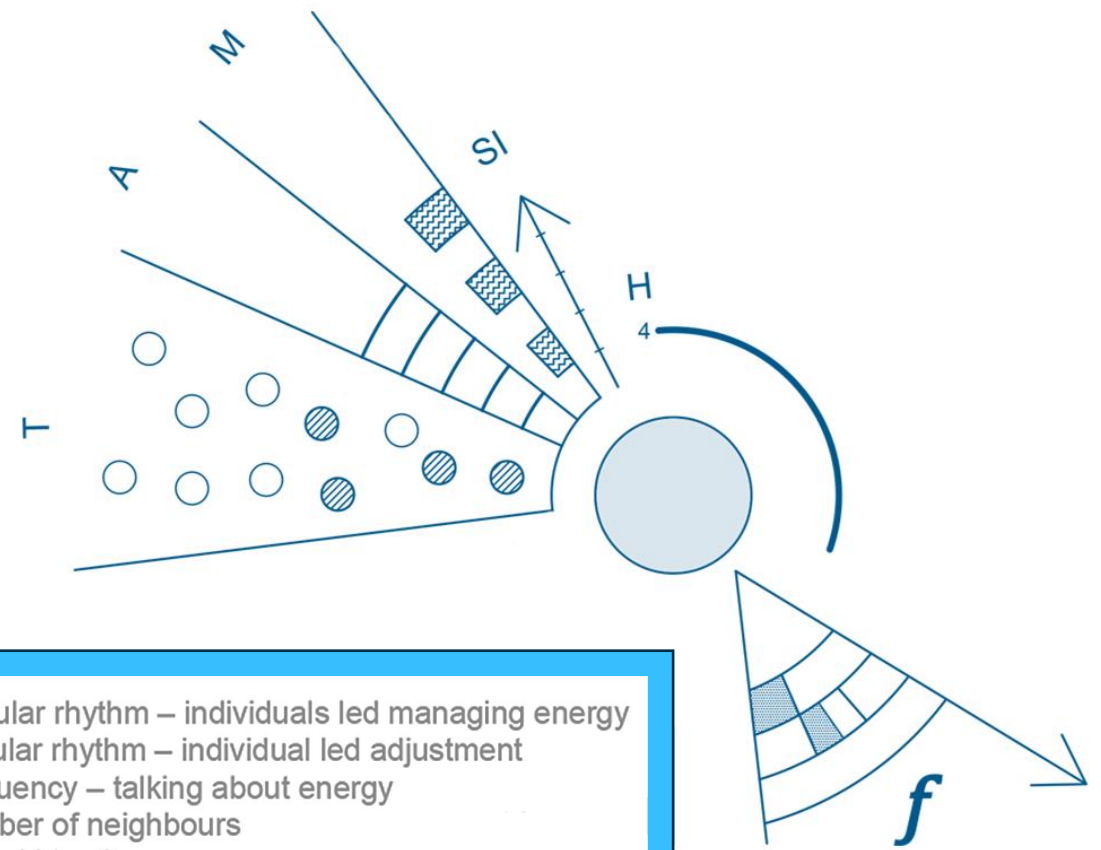 M
A
SI
H
4
T
f
ular rhythm – individuals led managing energy
ular rhythm – individual led adjustment
uency – talking about energy
ber of neighbours